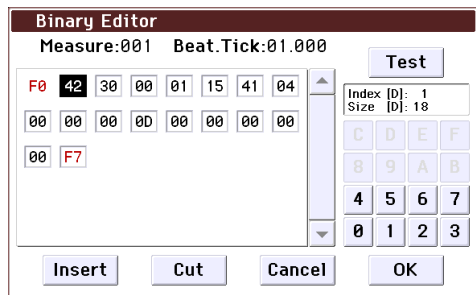 Binary Editor
Measure:001 Beat.Tick:01.000
Test
F0 42 30 00 01 15 41 04
Index [D]: 1
Size [D]: 18
00 00 00 0D 00 00 00 00
C D E F
00 F7
8 9 A B
4 5 6 7
0 1 2 3
Insert Cut Cancel OK